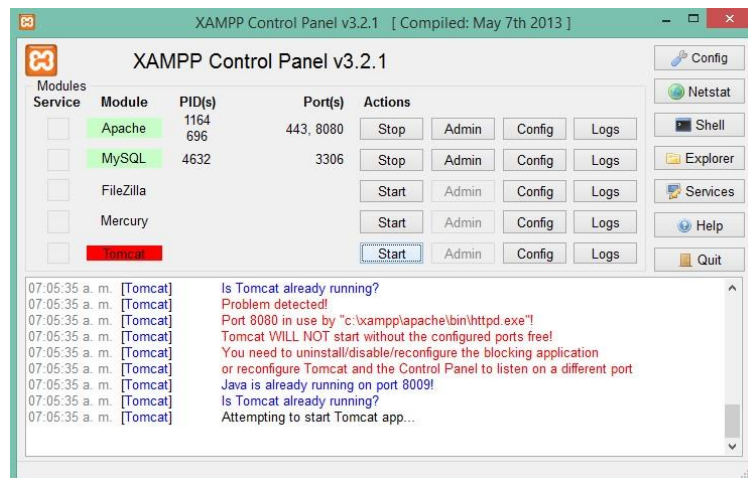 XAMPP Control Panel v3.2.1 [ Compiled: May 7th 2013 ]
XAMPP Control Panel v3.2.1
Config
Modules
Service Module PID(s) Port(s) Actions
Netstat
Apache 1164 696 443, 8080 Stop Admin Config Logs
Shell
MySQL 4632 3306 Stop Admin Config Logs
Explorer
FileZilla Start Admin Config Logs
Services
Mercury Start Admin Config Logs
Help
Tomcat Start Admin Config Logs
Quit
07:05:35 a. m. [Tomcat] Is Tomcat already running?
07:05:35 a. m. [Tomcat] Problem detected!
07:05:35 a. m. [Tomcat] Port 8080 in use by "c:\xampp\apache\bin\httpd.exe"!
07:05:35 a. m. [Tomcat] Tomcat WILL NOT start without the configured ports free!
07:05:35 a. m. [Tomcat] You need to uninstall/disable/reconfigure the blocking application
07:05:35 a. m. [Tomcat] or reconfigure Tomcat and the Control Panel to listen on a different port
07:05:35 a. m. [Tomcat] Java is already running on port 8009!
07:05:35 a. m. [Tomcat] Is Tomcat already running?
07:05:35 a. m. [Tomcat] Attempting to start Tomcat app...